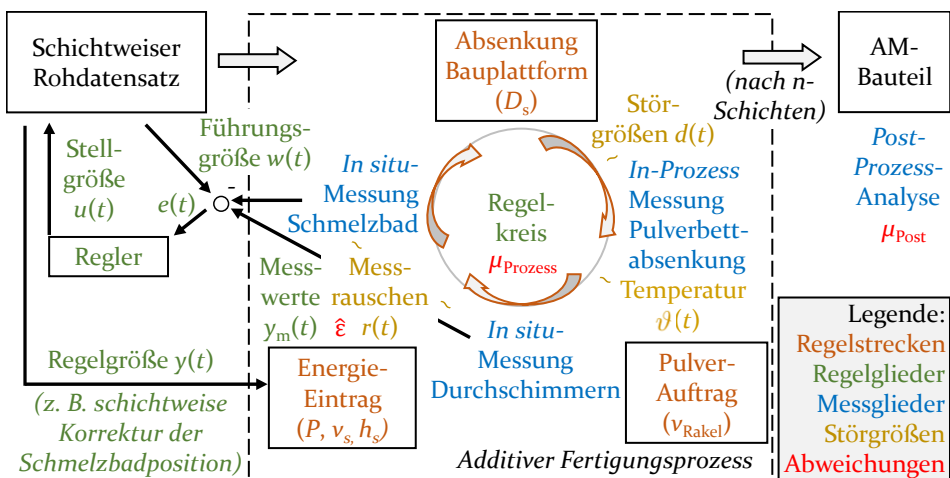 Schichtweiser
Rohdatensatz
Absenkung
Bauplattform
(Dₛ)
(nach n-
Schichten)
AM-
Bauteil
Führungs-
größe w(t)
-
Stell-
größe
u(t)
e(t)
Regler
In situ-
Messung
Schmelzbad
Stör-
größen d(t)
~
In-Prozess
Messung
Pulverbett-
absenkung
~
Temperatur
ϑ(t)
Post-
Prozess-
Analyse
μPost
Regel-
kreis
μProzess
Mess-
werte
yₘ(t)
ε̂
~
Mess-
rauschen
r(t)
~
In situ-
Messung
Durchschimmern
Regelgröße y(t)
(z. B. schichtweise
Korrektur der
Schmelzbadposition)
Energie-
Eintrag
(P, vₛ, hₛ)
Pulver-
Auftrag
(vRakel)
Additiver Fertigungsprozess
Legende:
Regelstrecken
Regelglieder
Messglieder
Störgrößen
Abweichungen